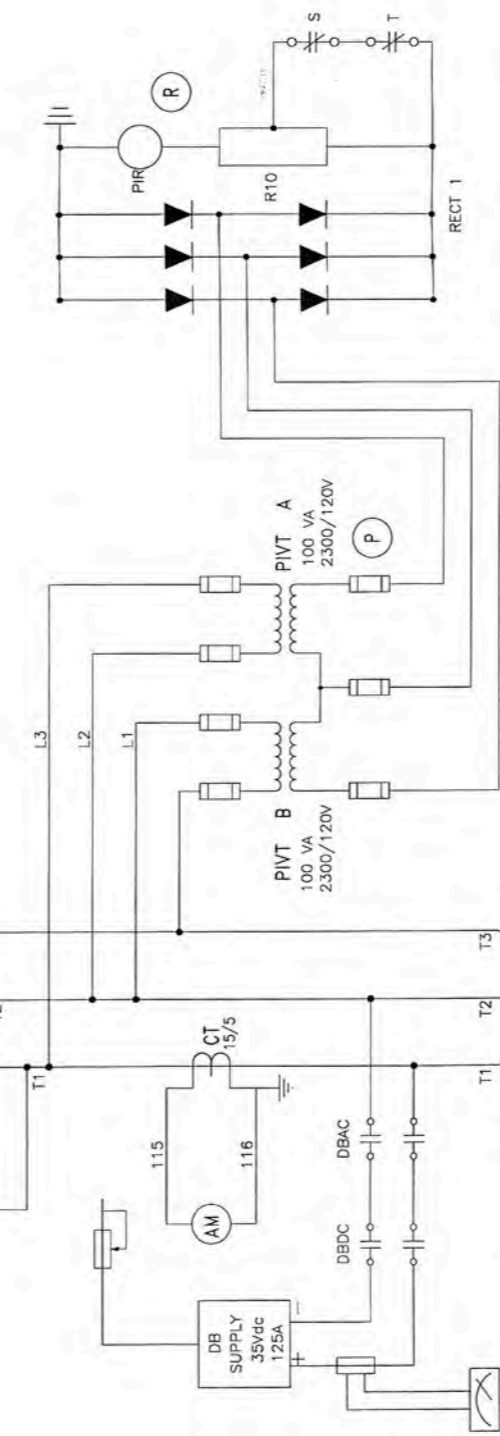 S
T
R
PIR
R10
RECT 1
L3
L2
L1
PIVT A
100 VA
2300/120V
P
PIVT B
100 VA
2300/120V
T1
CT
15/5
115
116
AM
DB
SUPPLY
35Vdc
125A
+
−
DBDC
DBAC
T1
T2
T3